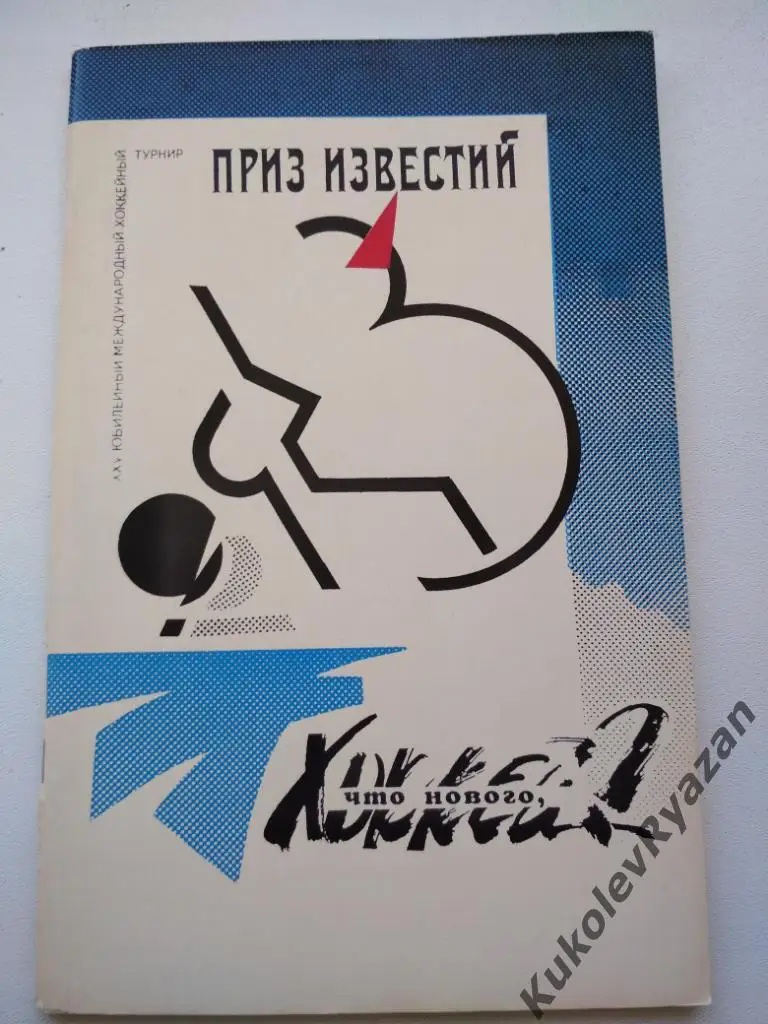 XXV ЮБИЛЕЙНЫЙ МЕЖДУНАРОДНЫЙ ХОККЕЙНЫЙ
ТУРНИР
ПРИЗ ИЗВЕСТИЙ
ЧТО НОВОГО,
ХОККЕЙ?
KukolevRyazan